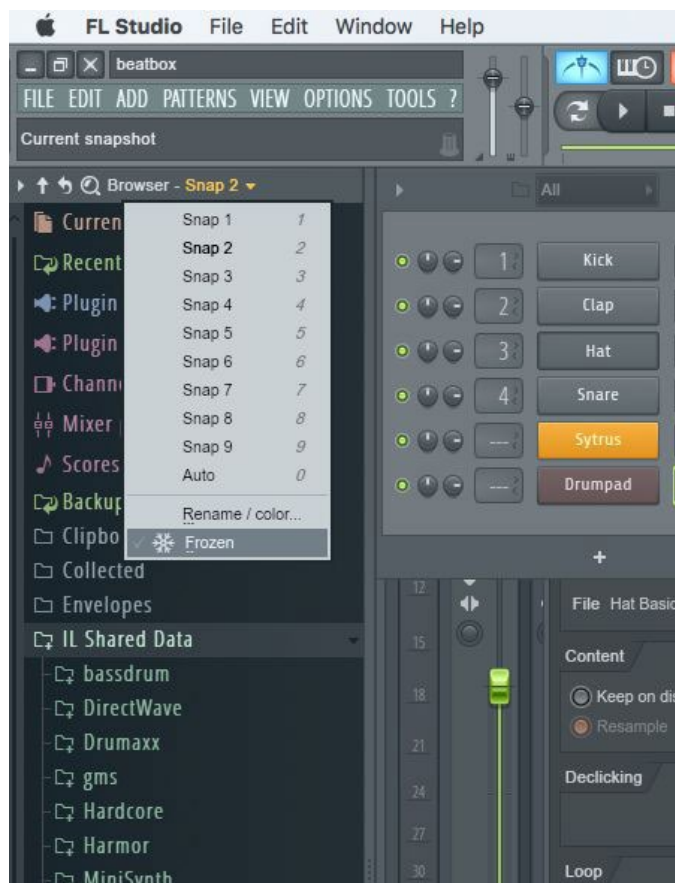 FL Studio File Edit Window Help
beatbox
FILE EDIT ADD PATTERNS VIEW OPTIONS TOOLS ?
Current snapshot
Browser - Snap 2
All
Curren
Recent
Plugin
Plugin
Chann
Mixer
Scores
Backup
Clipbo
Collected
Envelopes
IL Shared Data
bassdrum
DirectWave
Drumaxx
gms
Hardcore
Harmor
MiniSynth
Snap 1 1
Snap 2 2
Snap 3 3
Snap 4 4
Snap 5 5
Snap 6 6
Snap 7 7
Snap 8 8
Snap 9 9
Auto 0
Rename / color...
Frozen
1 Kick
2 Clap
3 Hat
4 Snare
--- Sytrus
--- Drumpad
+
12
15
18
21
24
27
30
File Hat Basic
Content
Keep on dis
Resample
Declicking
Loop